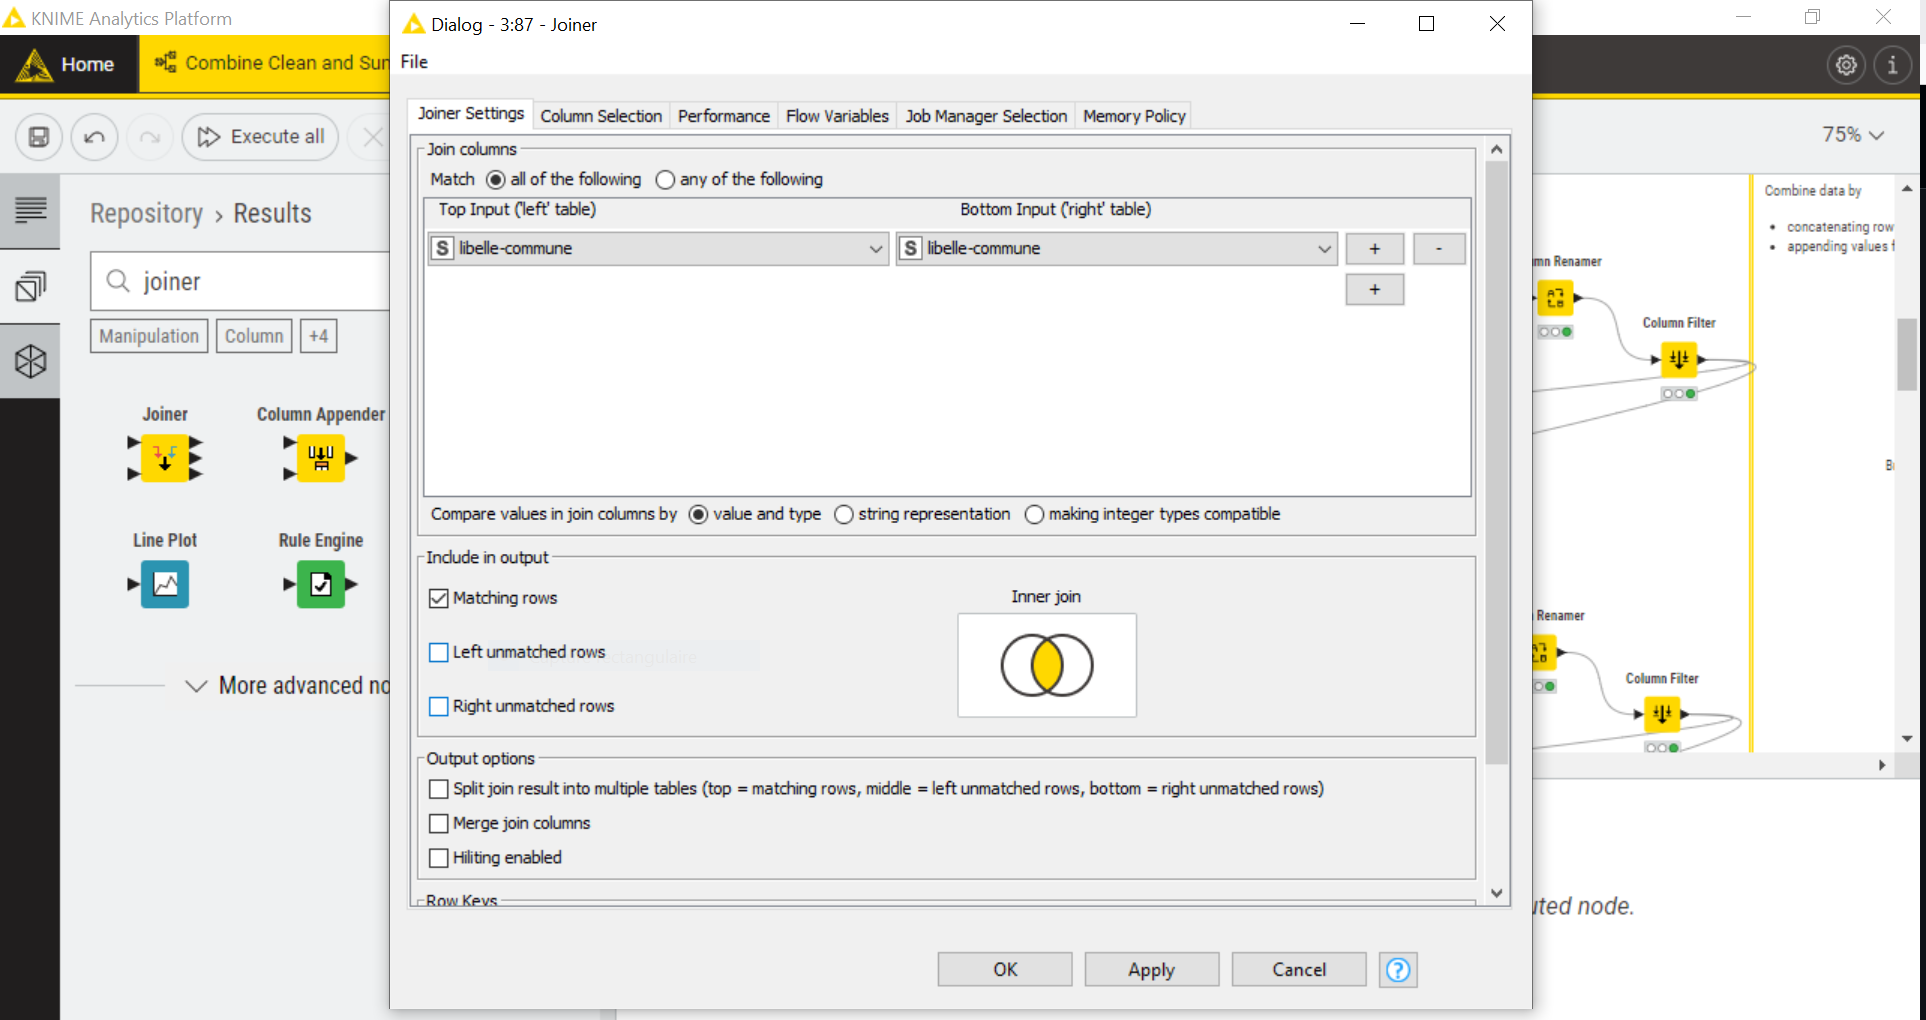 KNIME Analytics Platform
Dialog - 3:87 - Joiner
Home
Combine Clean and Sun
File
Execute all
75%
Joiner Settings
Column Selection
Performance
Flow Variables
Job Manager Selection
Memory Policy
Repository › Results
joiner
Manipulation
Column
+4
Joiner
Column Appender
Line Plot
Rule Engine
More advanced no
Join columns
Match all of the following any of the following
Top Input ('left' table) Bottom Input ('right' table)
S libelle-commune S libelle-commune + -
+
Compare values in join columns by value and type string representation making integer types compatible
Include in output
Matching rows
Inner join
Left unmatched rows
Right unmatched rows
Output options
Split join result into multiple tables (top = matching rows, middle = left unmatched rows, bottom = right unmatched rows)
Merge join columns
Hiliting enabled
Row Keys
OK
Apply
Cancel
?
Combine data by
• concatenating row
• appending values f
mn Renamer
Column Filter
Renamer
Column Filter
uted node.